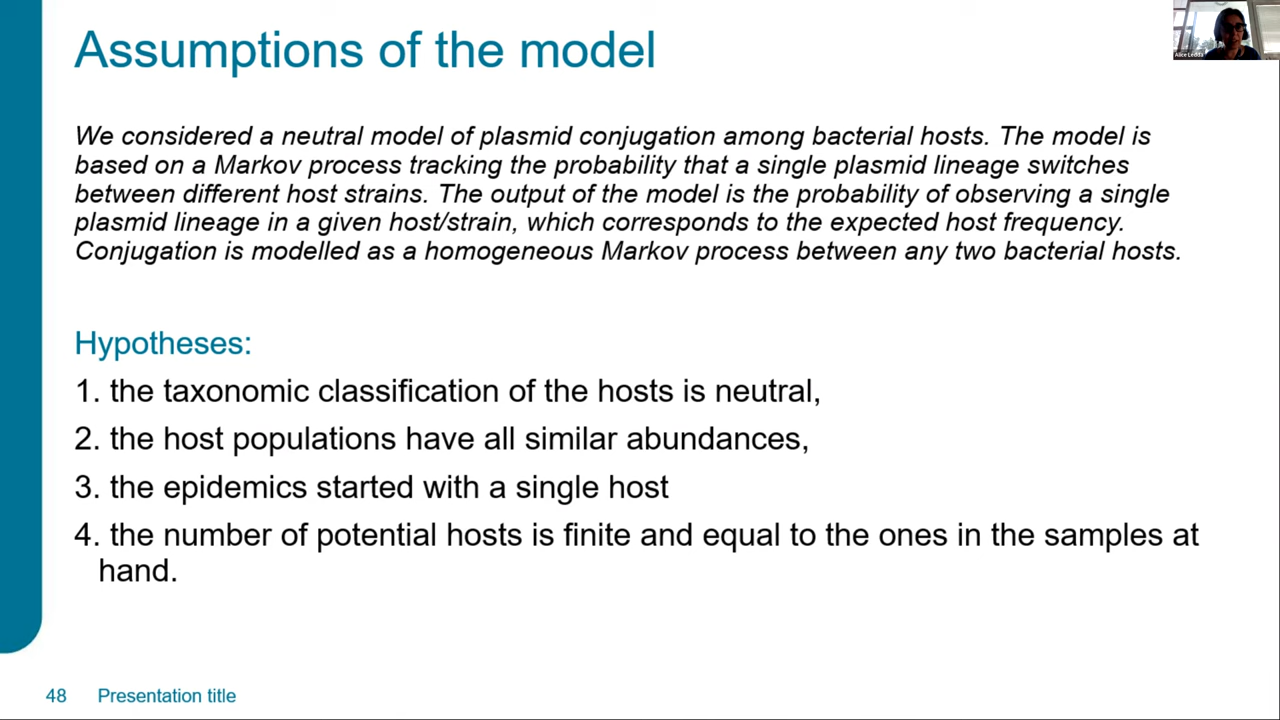 Assumptions of the model
Alice Ledda
We considered a neutral model of plasmid conjugation among bacterial hosts. The model is
based on a Markov process tracking the probability that a single plasmid lineage switches
between different host strains. The output of the model is the probability of observing a single
plasmid lineage in a given host/strain, which corresponds to the expected host frequency.
Conjugation is modelled as a homogeneous Markov process between any two bacterial hosts.
Hypotheses:
1. the taxonomic classification of the hosts is neutral,
2. the host populations have all similar abundances,
3. the epidemics started with a single host
4. the number of potential hosts is finite and equal to the ones in the samples at
hand.
48 Presentation title